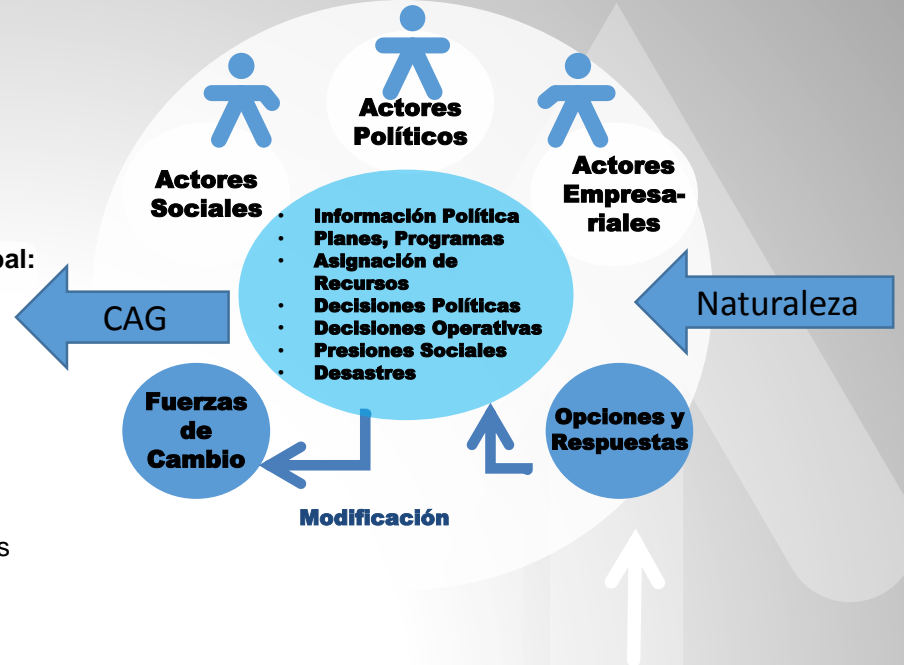 Actores
Políticos
Actores
Sociales
Actores
Empresa-
riales
• Información Política
• Planes, Programas
• Asignación de
Recursos
• Decisiones Políticas
• Decisiones Operativas
• Presiones Sociales
• Desastres
pal:
CAG
Naturaleza
Fuerzas
de
Cambio
Opciones y
Respuestas
Modificación
s